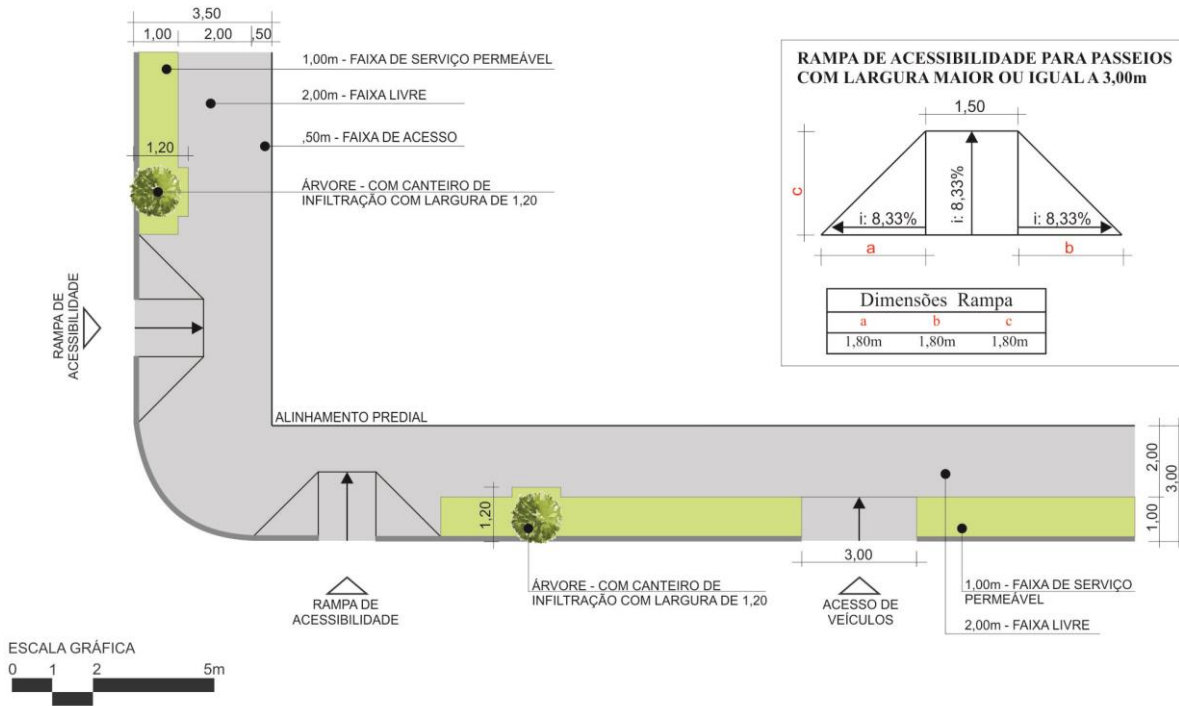 3,50
1,00 2,00 ,50
1,00m - FAIXA DE SERVIÇO PERMEÁVEL
2,00m - FAIXA LIVRE
,50m - FAIXA DE ACESSO
1,20
ÁRVORE - COM CANTEIRO DE
INFILTRAÇÃO COM LARGURA DE 1,20
RAMPA DE
ACESSIBILIDADE
RAMPA DE ACESSIBILIDADE PARA PASSEIOS
COM LARGURA MAIOR OU IGUAL A 3,00m
1,50
c
i: 8,33%
i: 8,33%
i: 8,33%
a
b
Dimensões Rampa
a b c
1,80m 1,80m 1,80m
ALINHAMENTO PREDIAL
2,00
3,00
1,00
1,20
3,00
RAMPA DE
ACESSIBILIDADE
ÁRVORE - COM CANTEIRO DE
INFILTRAÇÃO COM LARGURA DE 1,20
ACESSO DE
VEÍCULOS
1,00m - FAIXA DE SERVIÇO
PERMEÁVEL
2,00m - FAIXA LIVRE
ESCALA GRÁFICA
0 1 2 5m